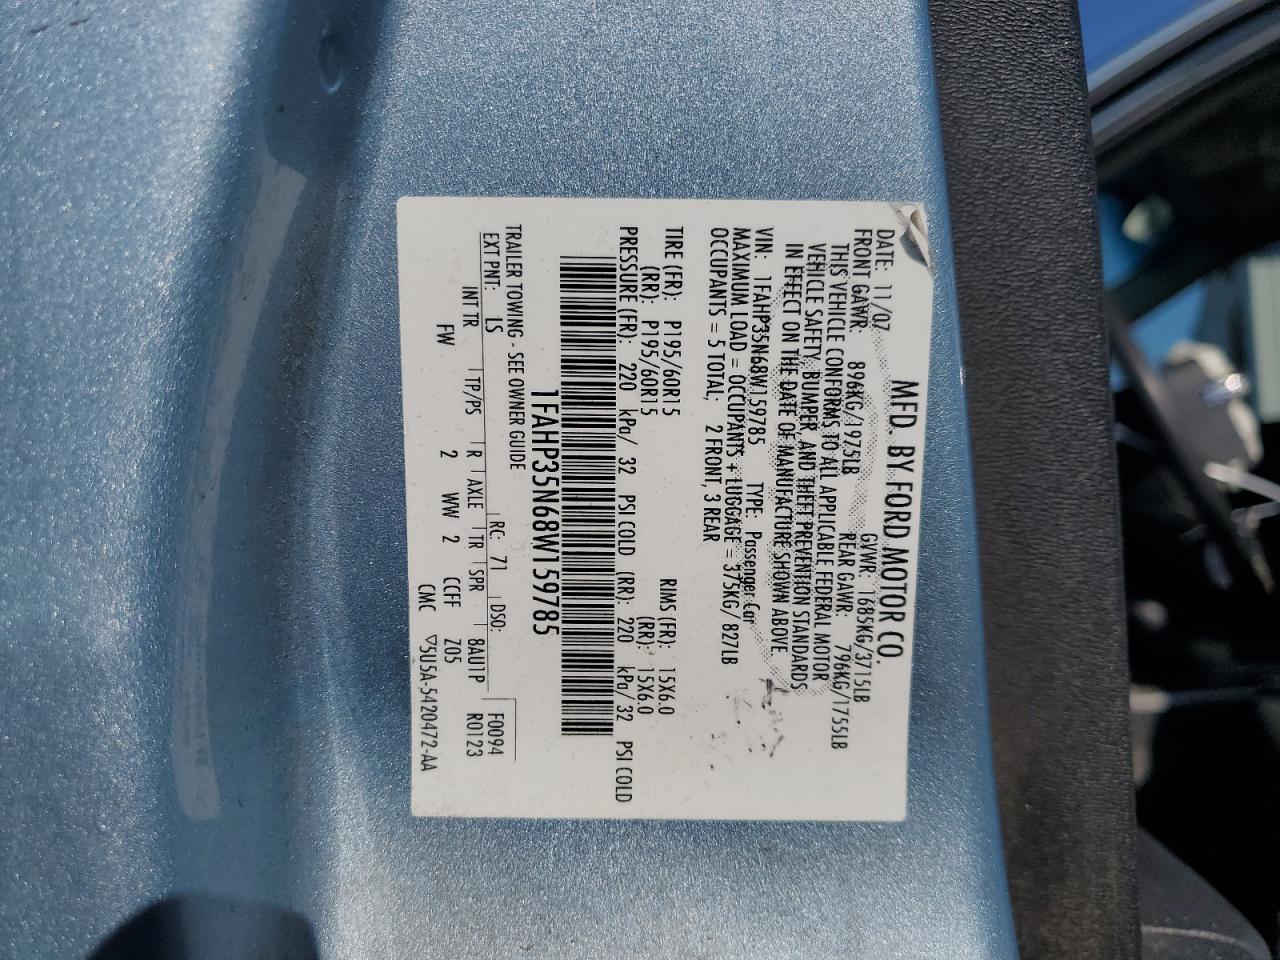 MFD. BY FORD MOTOR CO.
DATE: 11/07 GVWR: 1685KG/3715LB
FRONT GAWR: 896KG/1975LB REAR GAWR: 796KG/1755LB
THIS VEHICLE CONFORMS TO ALL APPLICABLE FEDERAL MOTOR
VEHICLE SAFETY, BUMPER, AND THEFT PREVENTION STANDARDS
IN EFFECT ON THE DATE OF MANUFACTURE SHOWN ABOVE.
VIN: 1FAHP35N68W159785 TYPE: Passenger Car
MAXIMUM LOAD = OCCUPANTS + LUGGAGE = 375KG/ 827LB
OCCUPANTS = 5 TOTAL, 2 FRONT, 3 REAR
TIRE (FR): P195/60R15 RIMS (FR): 15X6.0
(RR): P195/60R15 (RR): 15X6.0
PRESSURE (FR): 220 kPa/ 32 PSI COLD (RR): 220 kPa/ 32 PSI COLD
1FAHP35N68W159785
TRAILER TOWING - SEE OWNER GUIDE
F0094
EXT PNT: LS RC: 71 DSO:
R0123
INT TR TP/PS R AXLE TR SPR BAUTP
FW 2 WW 2 CCFF Z05
CMC ▽5U5A-5420472-AA